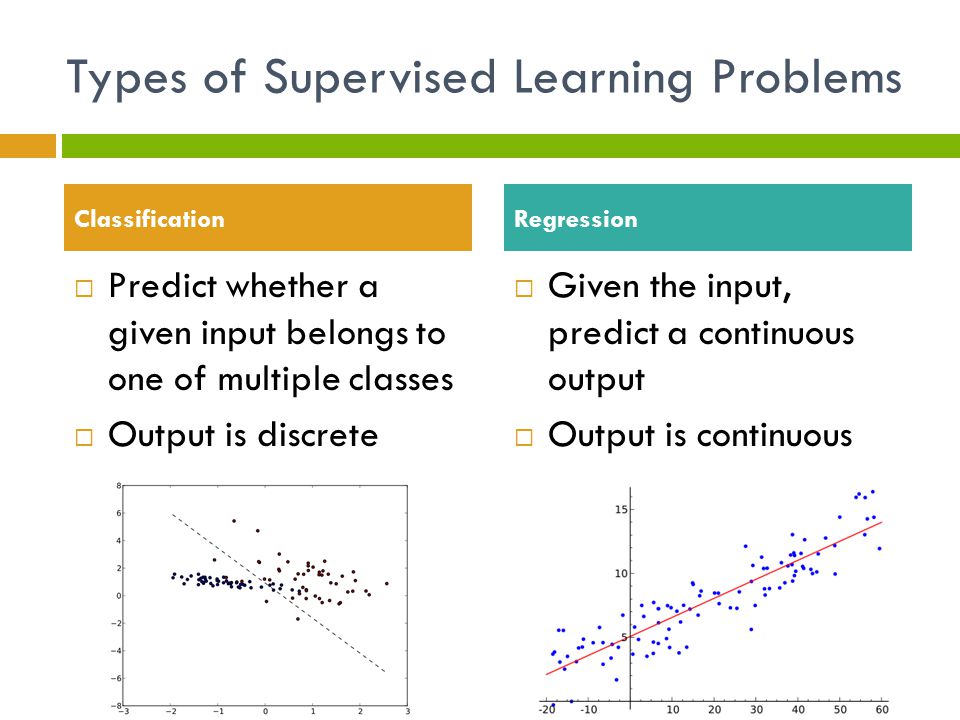 Types of Supervised Learning Problems
Classification
Predict whether a
given input belongs to
one of multiple classes
Output is discrete
8
6
4
2
0
−2
−4
−6
−8
−3 −2 −1 0 1 2 3
Regression
Given the input,
predict a continuous
output
Output is continuous
15
10
5
-20 -10 10 20 30 40 50 60